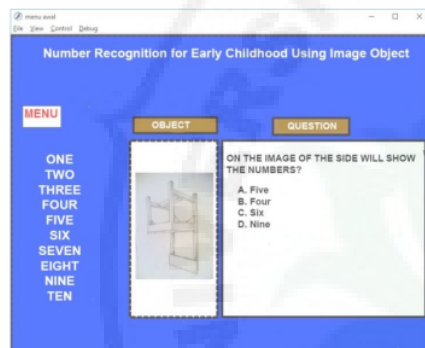 menu awal
File View Control Debug
Number Recognition for Early Childhood Using Image Object
MENU
OBJECT
QUESTION
ONE
TWO
THREE
FOUR
FIVE
SIX
SEVEN
EIGHT
NINE
TEN
ON THE IMAGE OF THE SIDE WILL SHOW
THE NUMBERS?
A. Five
B. Four
C. Six
D. Nine